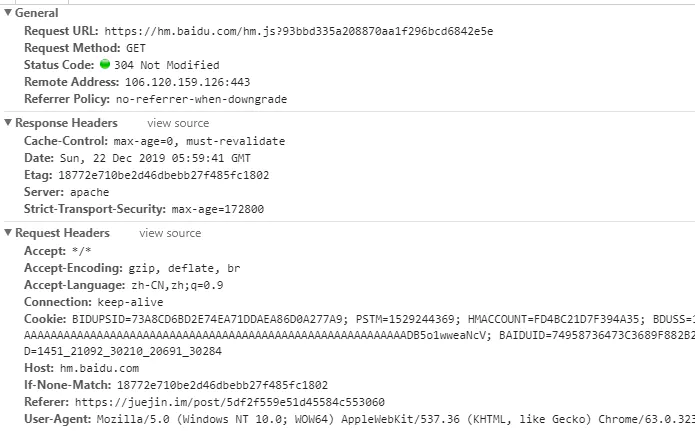 General
Request URL: https://hm.baidu.com/hm.js?93bbd335a208870aa1f296bcd6842e5e
Request Method: GET
Status Code: 304 Not Modified
Remote Address: 106.120.159.126:443
Referrer Policy: no-referrer-when-downgrade
Response Headers view source
Cache-Control: max-age=0, must-revalidate
Date: Sun, 22 Dec 2019 05:59:41 GMT
Etag: 18772e710be2d46dbebb27f485fc1802
Server: apache
Strict-Transport-Security: max-age=172800
Request Headers view source
Accept: */*
Accept-Encoding: gzip, deflate, br
Accept-Language: zh-CN,zh;q=0.9
Connection: keep-alive
Cookie: BIDUPSID=73A8CD6BD2E74EA71DDAEA86D0A277A9; PSTM=1529244369; HMACCOUNT=FD4BC21D7F394A35; BDUSS=1
AAAAAAAAAAAAAAAAAAAAAAAAAAAAAAAAAAAAAAAAAAAAAAAAAAAAAAAAAAADB5o1wweaNcV; BAIDUID=74958736473C3689F882B2
D=1451_21092_30210_20691_30284
Host: hm.baidu.com
If-None-Match: 18772e710be2d46dbebb27f485fc1802
Referer: https://juejin.im/post/5df2f559e51d45584c553060
User-Agent: Mozilla/5.0 (Windows NT 10.0; WOW64) AppleWebKit/537.36 (KHTML, like Gecko) Chrome/63.0.323